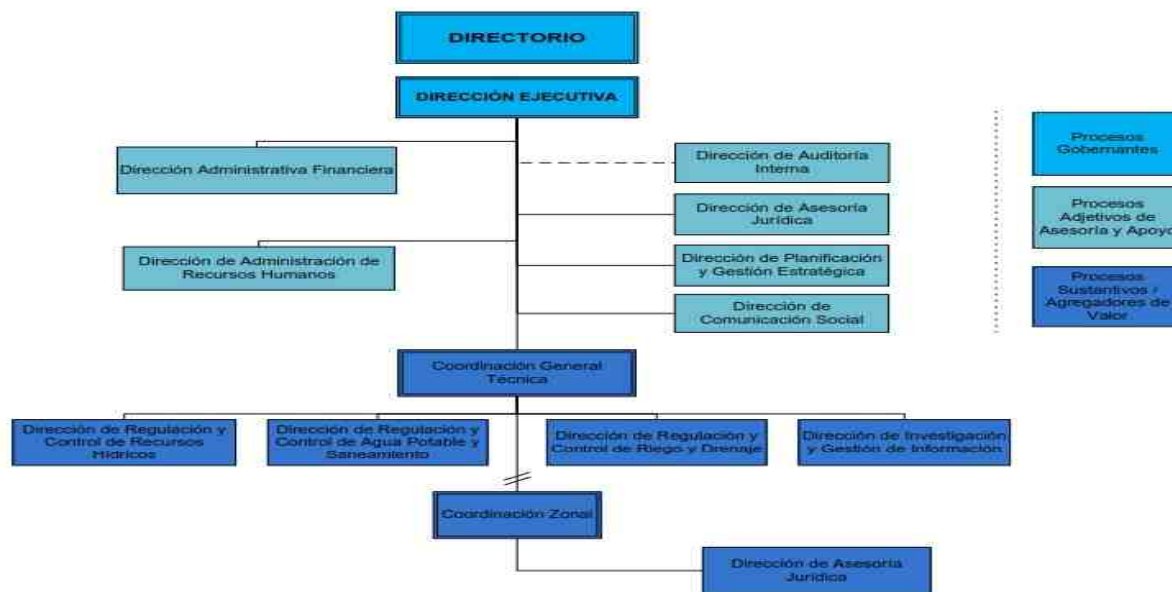 DIRECTORIO
DIRECCIÓN EJECUTIVA
Dirección Administrativa Financiera
Dirección de Auditoría
Interna
Dirección de Asesoría
Jurídica
Dirección de Administración de
Recursos Humanos
Dirección de Planificación
y Gestión Estratégica
Dirección de
Comunicación Social
Procesos
Gobernantes
Procesos
Adjetivos de
Asesoría y Apoyo
Procesos
Sustantivos /
Agregadores de
Valor
Coordinación General
Técnica
Dirección de Regulación y
Control de Recursos
Hídricos
Dirección de Regulación y
Control de Agua Potable y
Saneamiento
Dirección de Regulación y
Control de Riego y Drenaje
Dirección de Investigación
y Gestión de Información
Coordinación Zonal
Dirección de Asesoría
Jurídica